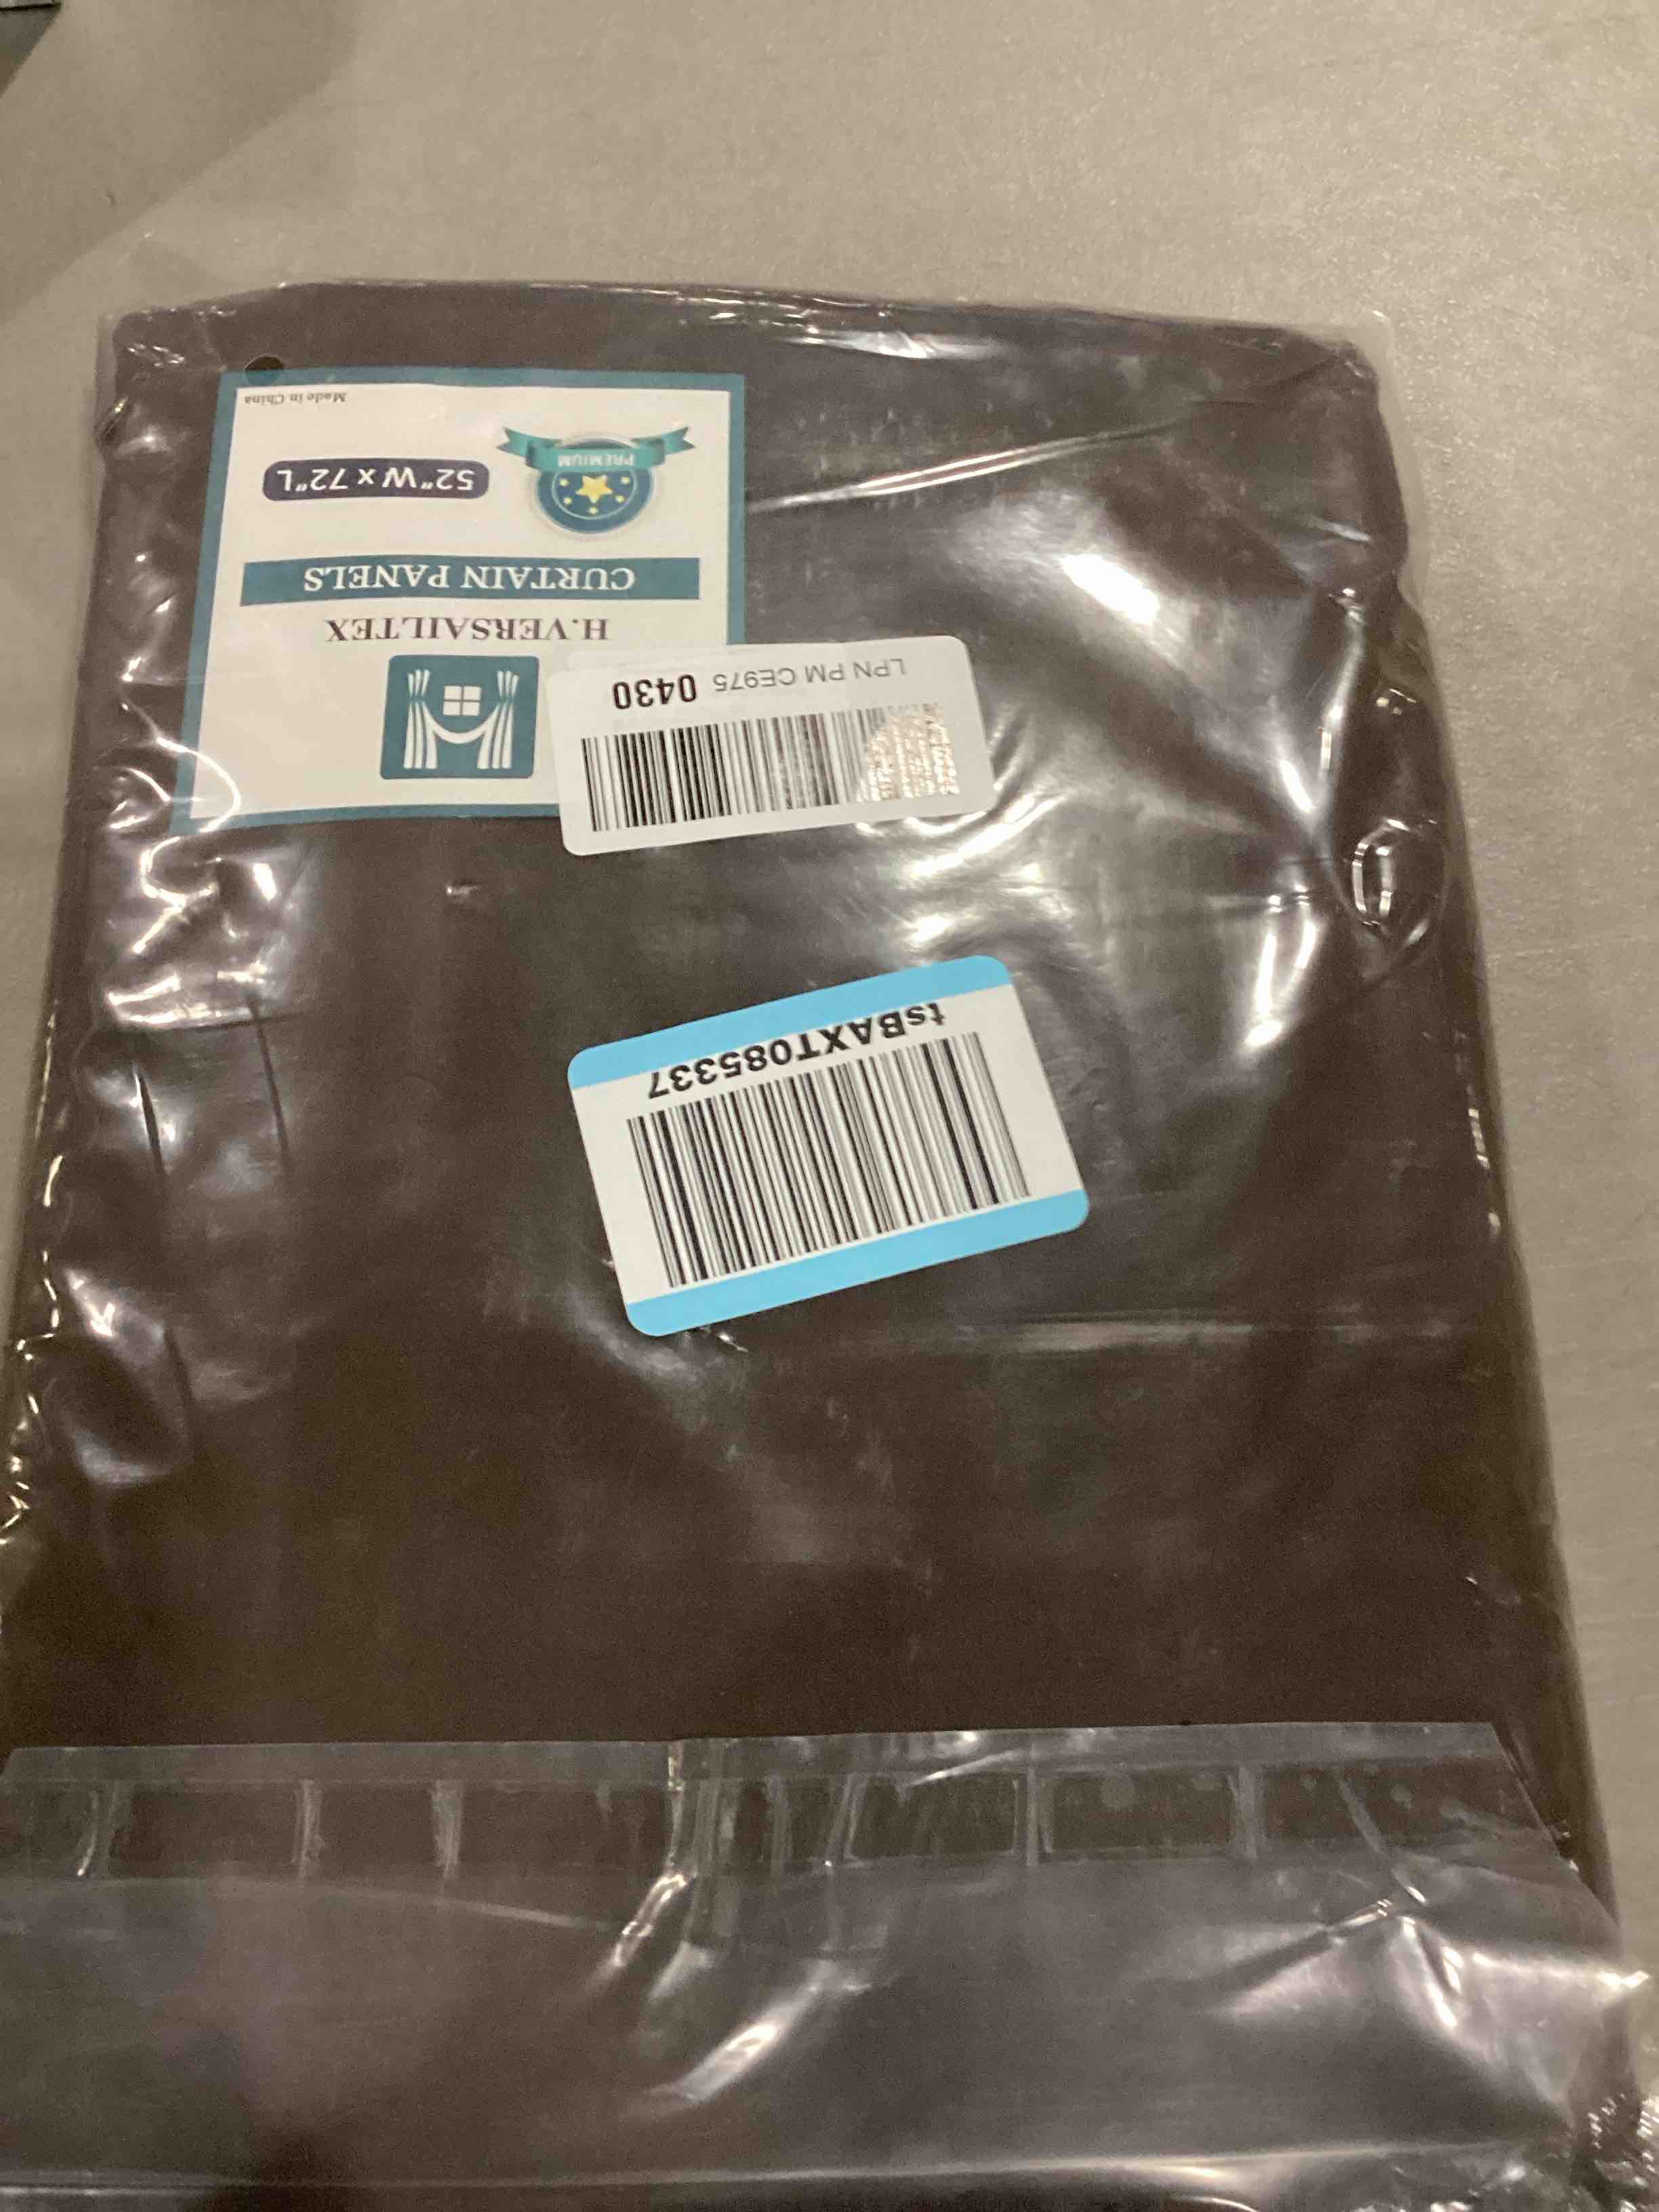 tsBAXT085337
LPN PM CE975 0430
H.VERSAILTEX
CURTAIN PANELS
PREMIUM
52"W x 72"L
Made in China